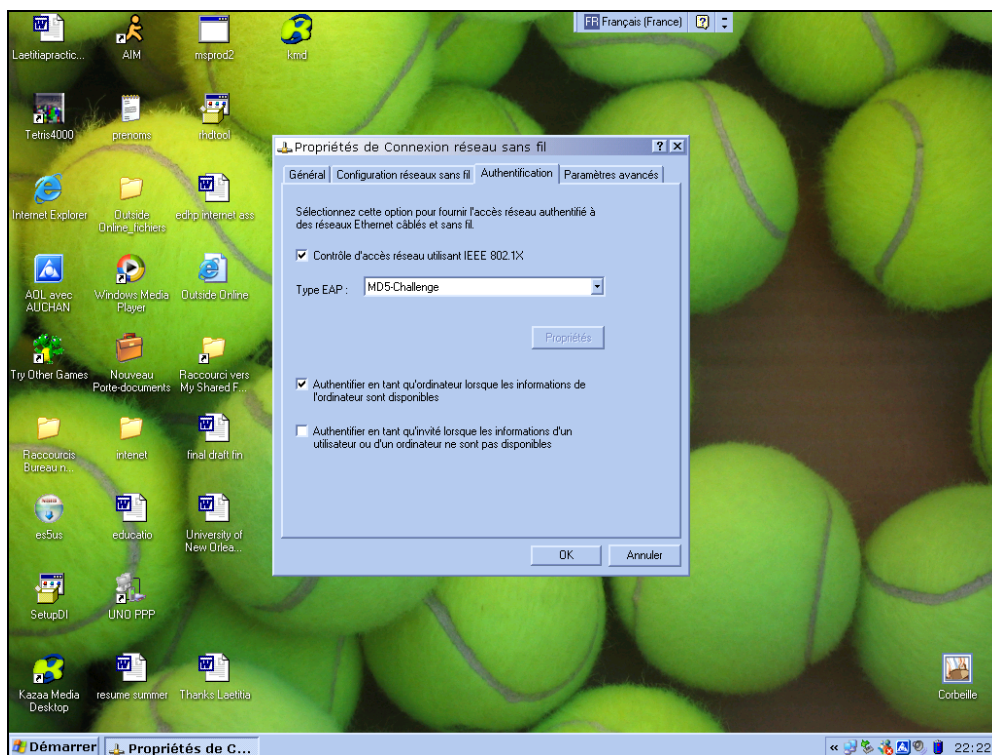 FR Français (France)
Laetitiapractic...
AIM
msprod2
kmd
Tetris4000
prenoms
rhdtool
Internet Explorer
Outside
Online_fichiers
edhp internet ass
AOL avec
AUCHAN
Windows Media
Player
Outside Online
Try Other Games
Nouveau
Porte-documents
Raccourci vers
My Shared F...
Raccourcis
Bureau n...
intenet
final draft fin
es5us
educatio
University of
New Orlea...
SetupDl
UNO PPP
Kazaa Media
Desktop
resume summer
Thanks Laetitia
Propriétés de Connexion réseau sans fil
Général
Configuration réseaux sans fil
Authentification
Paramètres avancés
Sélectionnez cette option pour fournir l'accès réseau authentifié à
des réseaux Ethernet câblés et sans fil.
Contrôle d'accès réseau utilisant IEEE 802.1X
Type EAP :
MD5-Challenge
Propriétés
Authentifier en tant qu'ordinateur lorsque les informations de
l'ordinateur sont disponibles
Authentifier en tant qu'invité lorsque les informations d'un
utilisateur ou d'un ordinateur ne sont pas disponibles
OK
Annuler
Corbeille
Démarrer
Propriétés de C...
22:22